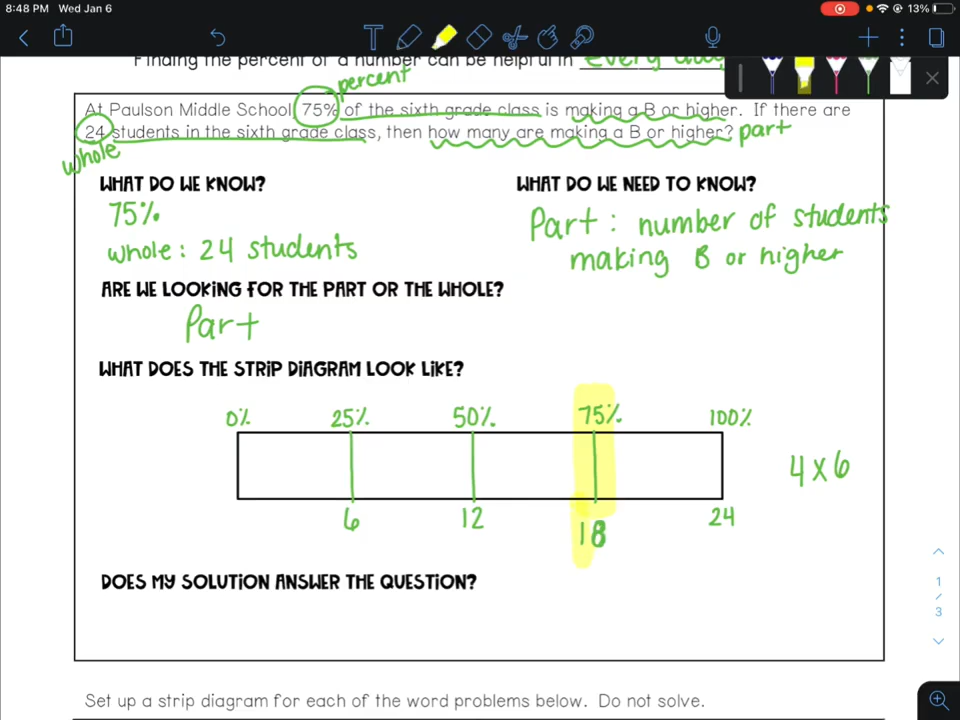 8:48 PM Wed Jan 6
13%
Finding the percent of a number can be helpful in every day
percent
At Paulson Middle School, 75% of the sixth grade class is making a B or higher. If there are
24 students in the sixth grade class, then how many are making a B or higher? part
whole
WHAT DO WE KNOW?
WHAT DO WE NEED TO KNOW?
75%
whole: 24 students
Part: number of students
making B or higher
ARE WE LOOKING FOR THE PART OR THE WHOLE?
Part
WHAT DOES THE STRIP DIAGRAM LOOK LIKE?
0% 25% 50% 75% 100%
4 x 6
6 12 18 24
DOES MY SOLUTION ANSWER THE QUESTION?
1
/
3
Set up a strip diagram for each of the word problems below. Do not solve.